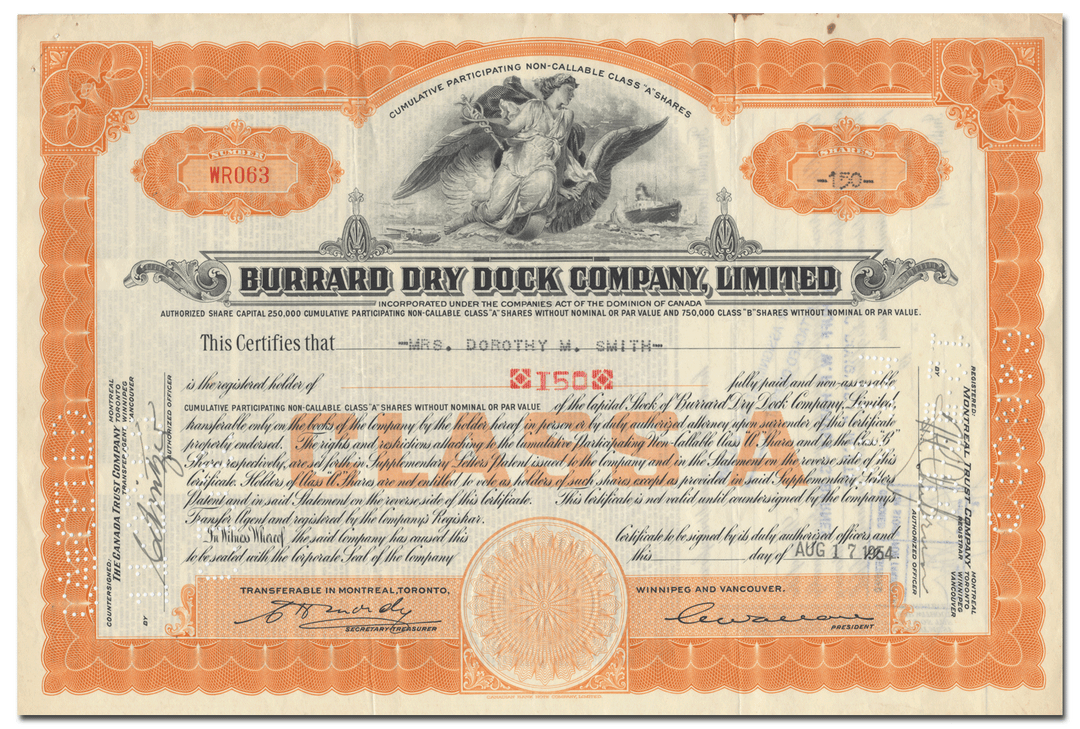 CUMULATIVE PARTICIPATING NON-CALLABLE CLASS "A" SHARES
NUMBER
WR063
SHARES
-150-
BURRARD DRY DOCK COMPANY, LIMITED
INCORPORATED UNDER THE COMPANIES ACT OF THE DOMINION OF CANADA
AUTHORIZED SHARE CAPITAL 250,000 CUMULATIVE PARTICIPATING NON-CALLABLE CLASS "A" SHARES WITHOUT NOMINAL OR PAR VALUE AND 750,000 CLASS "B" SHARES WITHOUT NOMINAL OR PAR VALUE.
This Certifies that -MRS. DOROTHY M. SMITH-
is the registered holder of 150 fully paid and non-assessable
CUMULATIVE PARTICIPATING NON-CALLABLE CLASS "A" SHARES WITHOUT NOMINAL OR PAR VALUE of the Capital Stock of "Burrard Dry Dock Company, Limited",
transferable only on the books of the Company by the holder hereof in person or by duly authorized attorney upon surrender of this Certificate
properly endorsed. The rights and restrictions attaching to the Cumulative Participating Non-Callable Class "A" Shares and to the Class "B"
Shares respectively, are set forth in Supplementary Letters Patent issued to the Company and in the Statement on the reverse side of this
Certificate. Holders of Class "A" Shares are not entitled to vote as holders of such shares except as provided in said Supplementary Letters
Patent and in said Statement on the reverse side of this Certificate. This Certificate is not valid until countersigned by the Company's
Transfer Agent and registered by the Company's Registrar.
CLASS A
In Witness Whereof the said Company has caused this Certificate to be signed by its duly authorized officers and
to be sealed with the Corporate Seal of the Company this day of AUG 17 1954
TRANSFERABLE IN MONTREAL, TORONTO, WINNIPEG AND VANCOUVER.
SECRETARY-TREASURER
PRESIDENT
COUNTERSIGNED:
THE CANADA TRUST COMPANY
MONTREAL
TORONTO
WINNIPEG
VANCOUVER
TRANSFER AGENT
BY
AUTHORIZED OFFICER
REGISTERED:
MONTREAL TRUST COMPANY
MONTREAL
TORONTO
WINNIPEG
VANCOUVER
REGISTRAR
BY
AUTHORIZED OFFICER